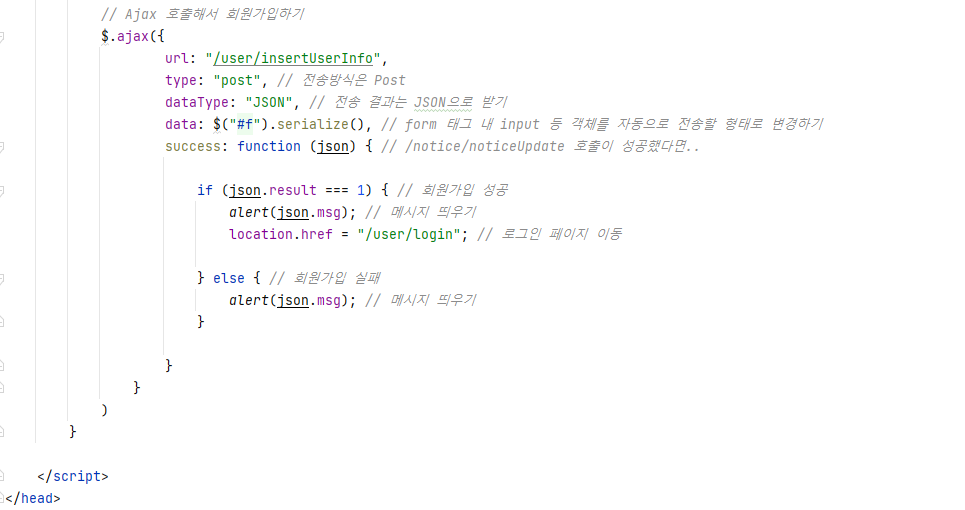 // Ajax 호출해서 회원가입하기
$.ajax({
url: "/user/insertUserInfo",
type: "post", // 전송방식은 Post
dataType: "JSON", // 전송 결과는 JSON으로 받기
data: $("#f").serialize(), // form 태그 내 input 등 객체를 자동으로 전송할 형태로 변경하기
success: function (json) { // /notice/noticeUpdate 호출이 성공했다면..
if (json.result === 1) { // 회원가입 성공
alert(json.msg); // 메시지 띄우기
location.href = "/user/login"; // 로그인 페이지 이동
} else { // 회원가입 실패
alert(json.msg); // 메시지 띄우기
}
}
}
)
}
</script>
</head>